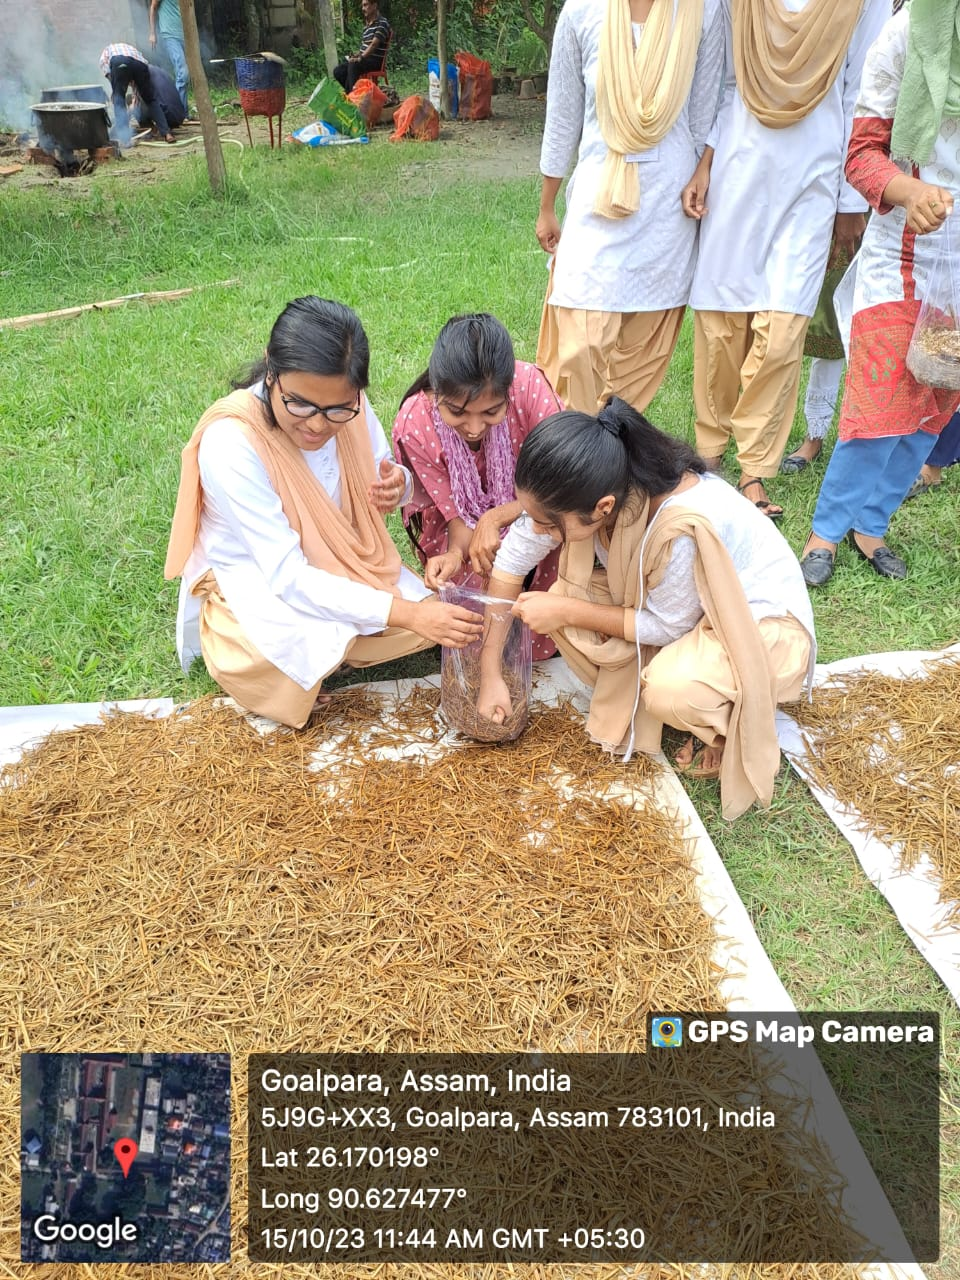 GPS Map Camera
Goalpara, Assam, India
5J9G+XX3, Goalpara, Assam 783101, India
Lat 26.170198°
Long 90.627477°
15/10/23 11:44 AM GMT +05:30
Google